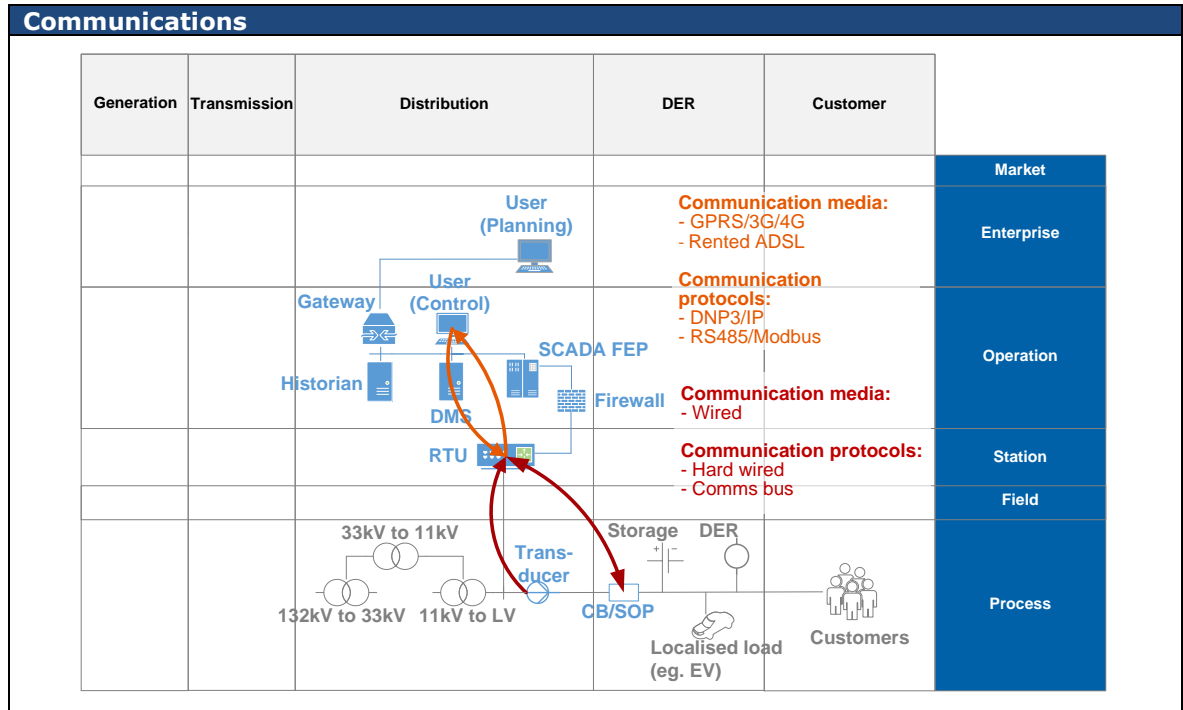 Communications
Generation
Transmission
Distribution
DER
Customer
Market
Enterprise
Operation
Station
Field
Process
User
(Planning)
Communication media:
- GPRS/3G/4G
- Rented ADSL
Gateway
User
(Control)
Communication
protocols:
- DNP3/IP
- RS485/Modbus
SCADA FEP
Historian
DMS
Firewall
Communication media:
- Wired
RTU
Communication protocols:
- Hard wired
- Comms bus
33kV to 11kV
132kV to 33kV
11kV to LV
Trans-
ducer
CB/SOP
Storage
+ −
DER
Localised load
(eg. EV)
Customers